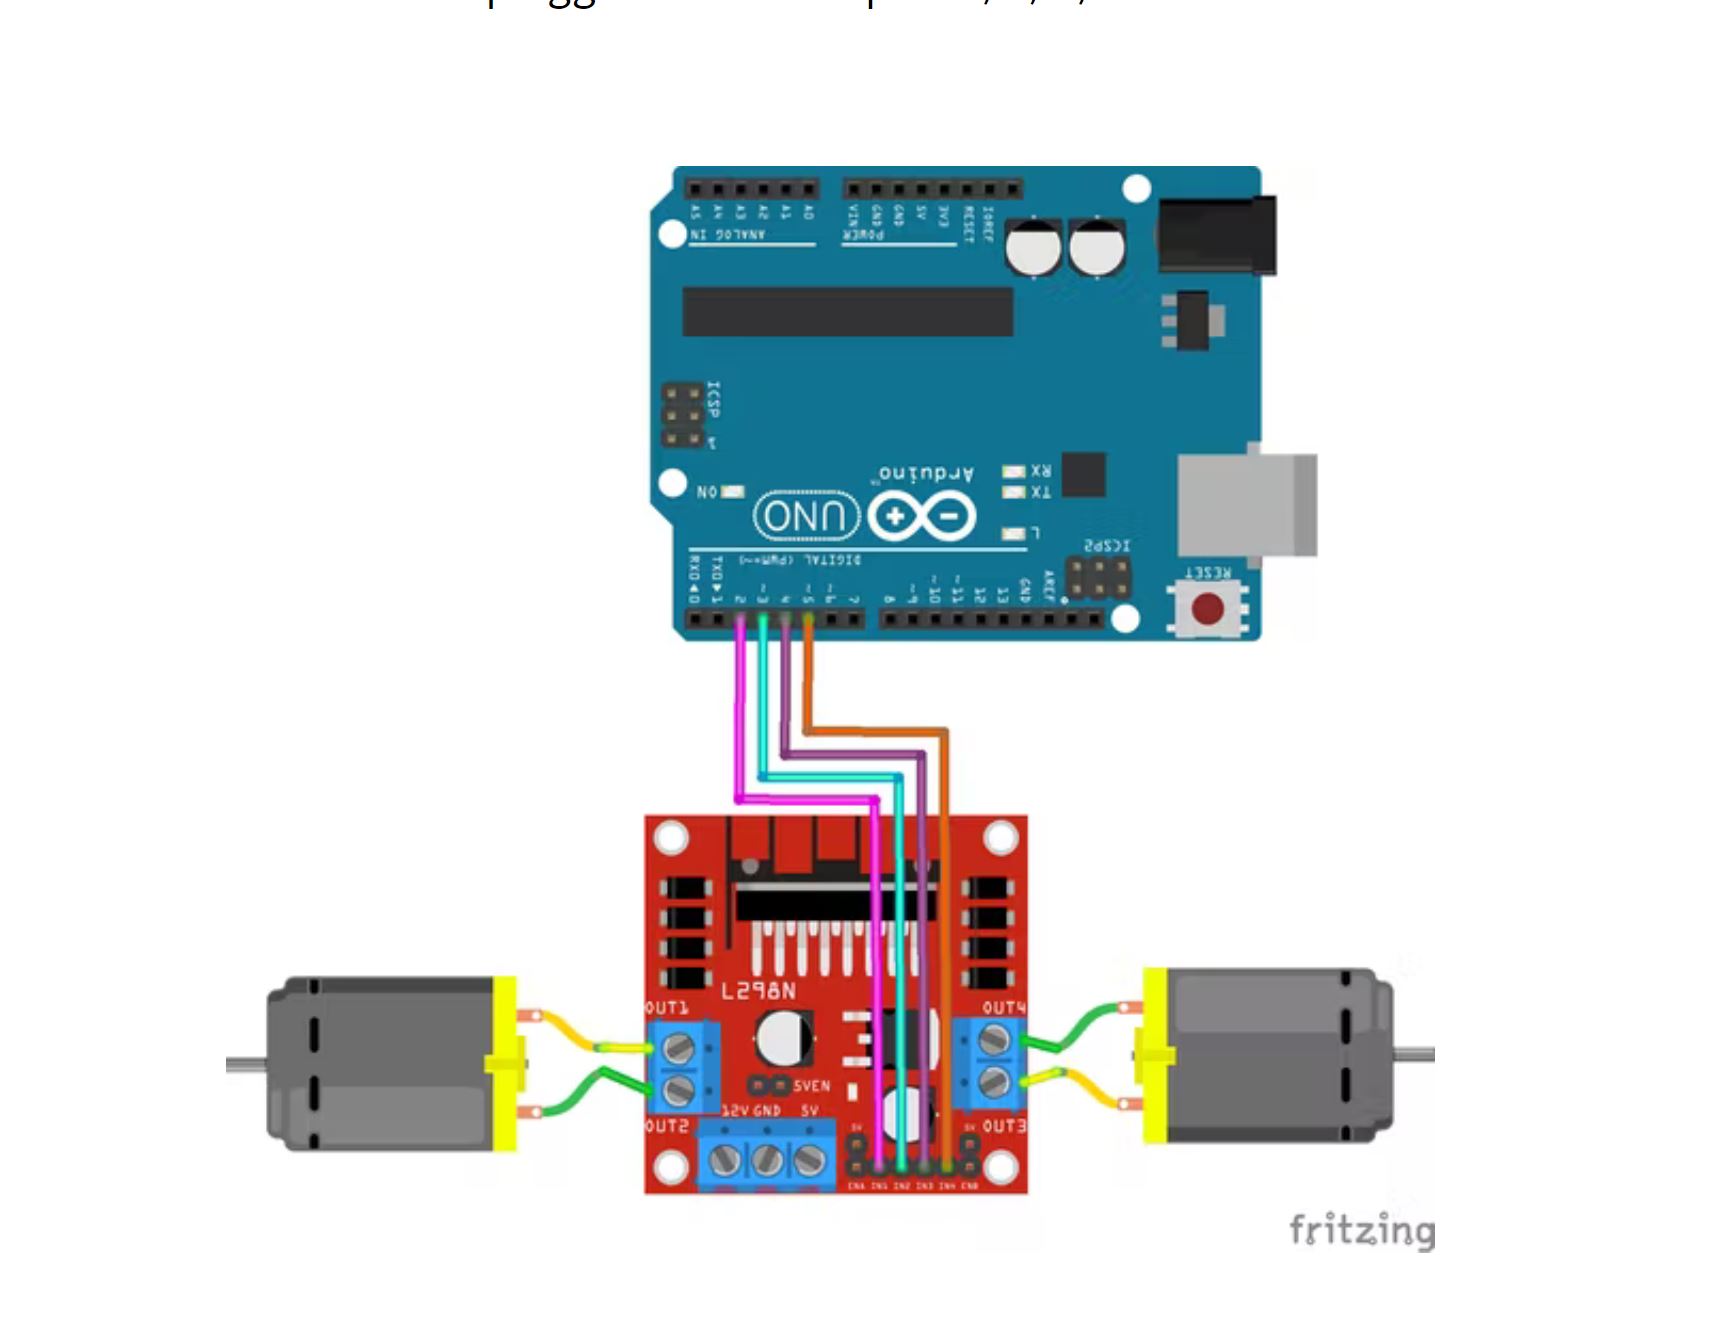 A5 A4 A3 A2 A1 A0
VIN GND GND 5V 3V3 RESET IOREF
ANALOG IN
POWER
ICSP
Arduino
TM
RX
TX
ON
UNO
L
ICSP2
DIGITAL (PWM=~)
RX0◄0 TX0►1 2 ~3 4 ~5 ~6 7
8 ~9 ~10 ~11 12 13 GND AREF
RESET
L298N
OUT1
OUT4
5VEN
12V GND 5V
OUT2
5V
5V
OUT3
ENA IN1 IN2 IN3 IN4 ENB
fritzing